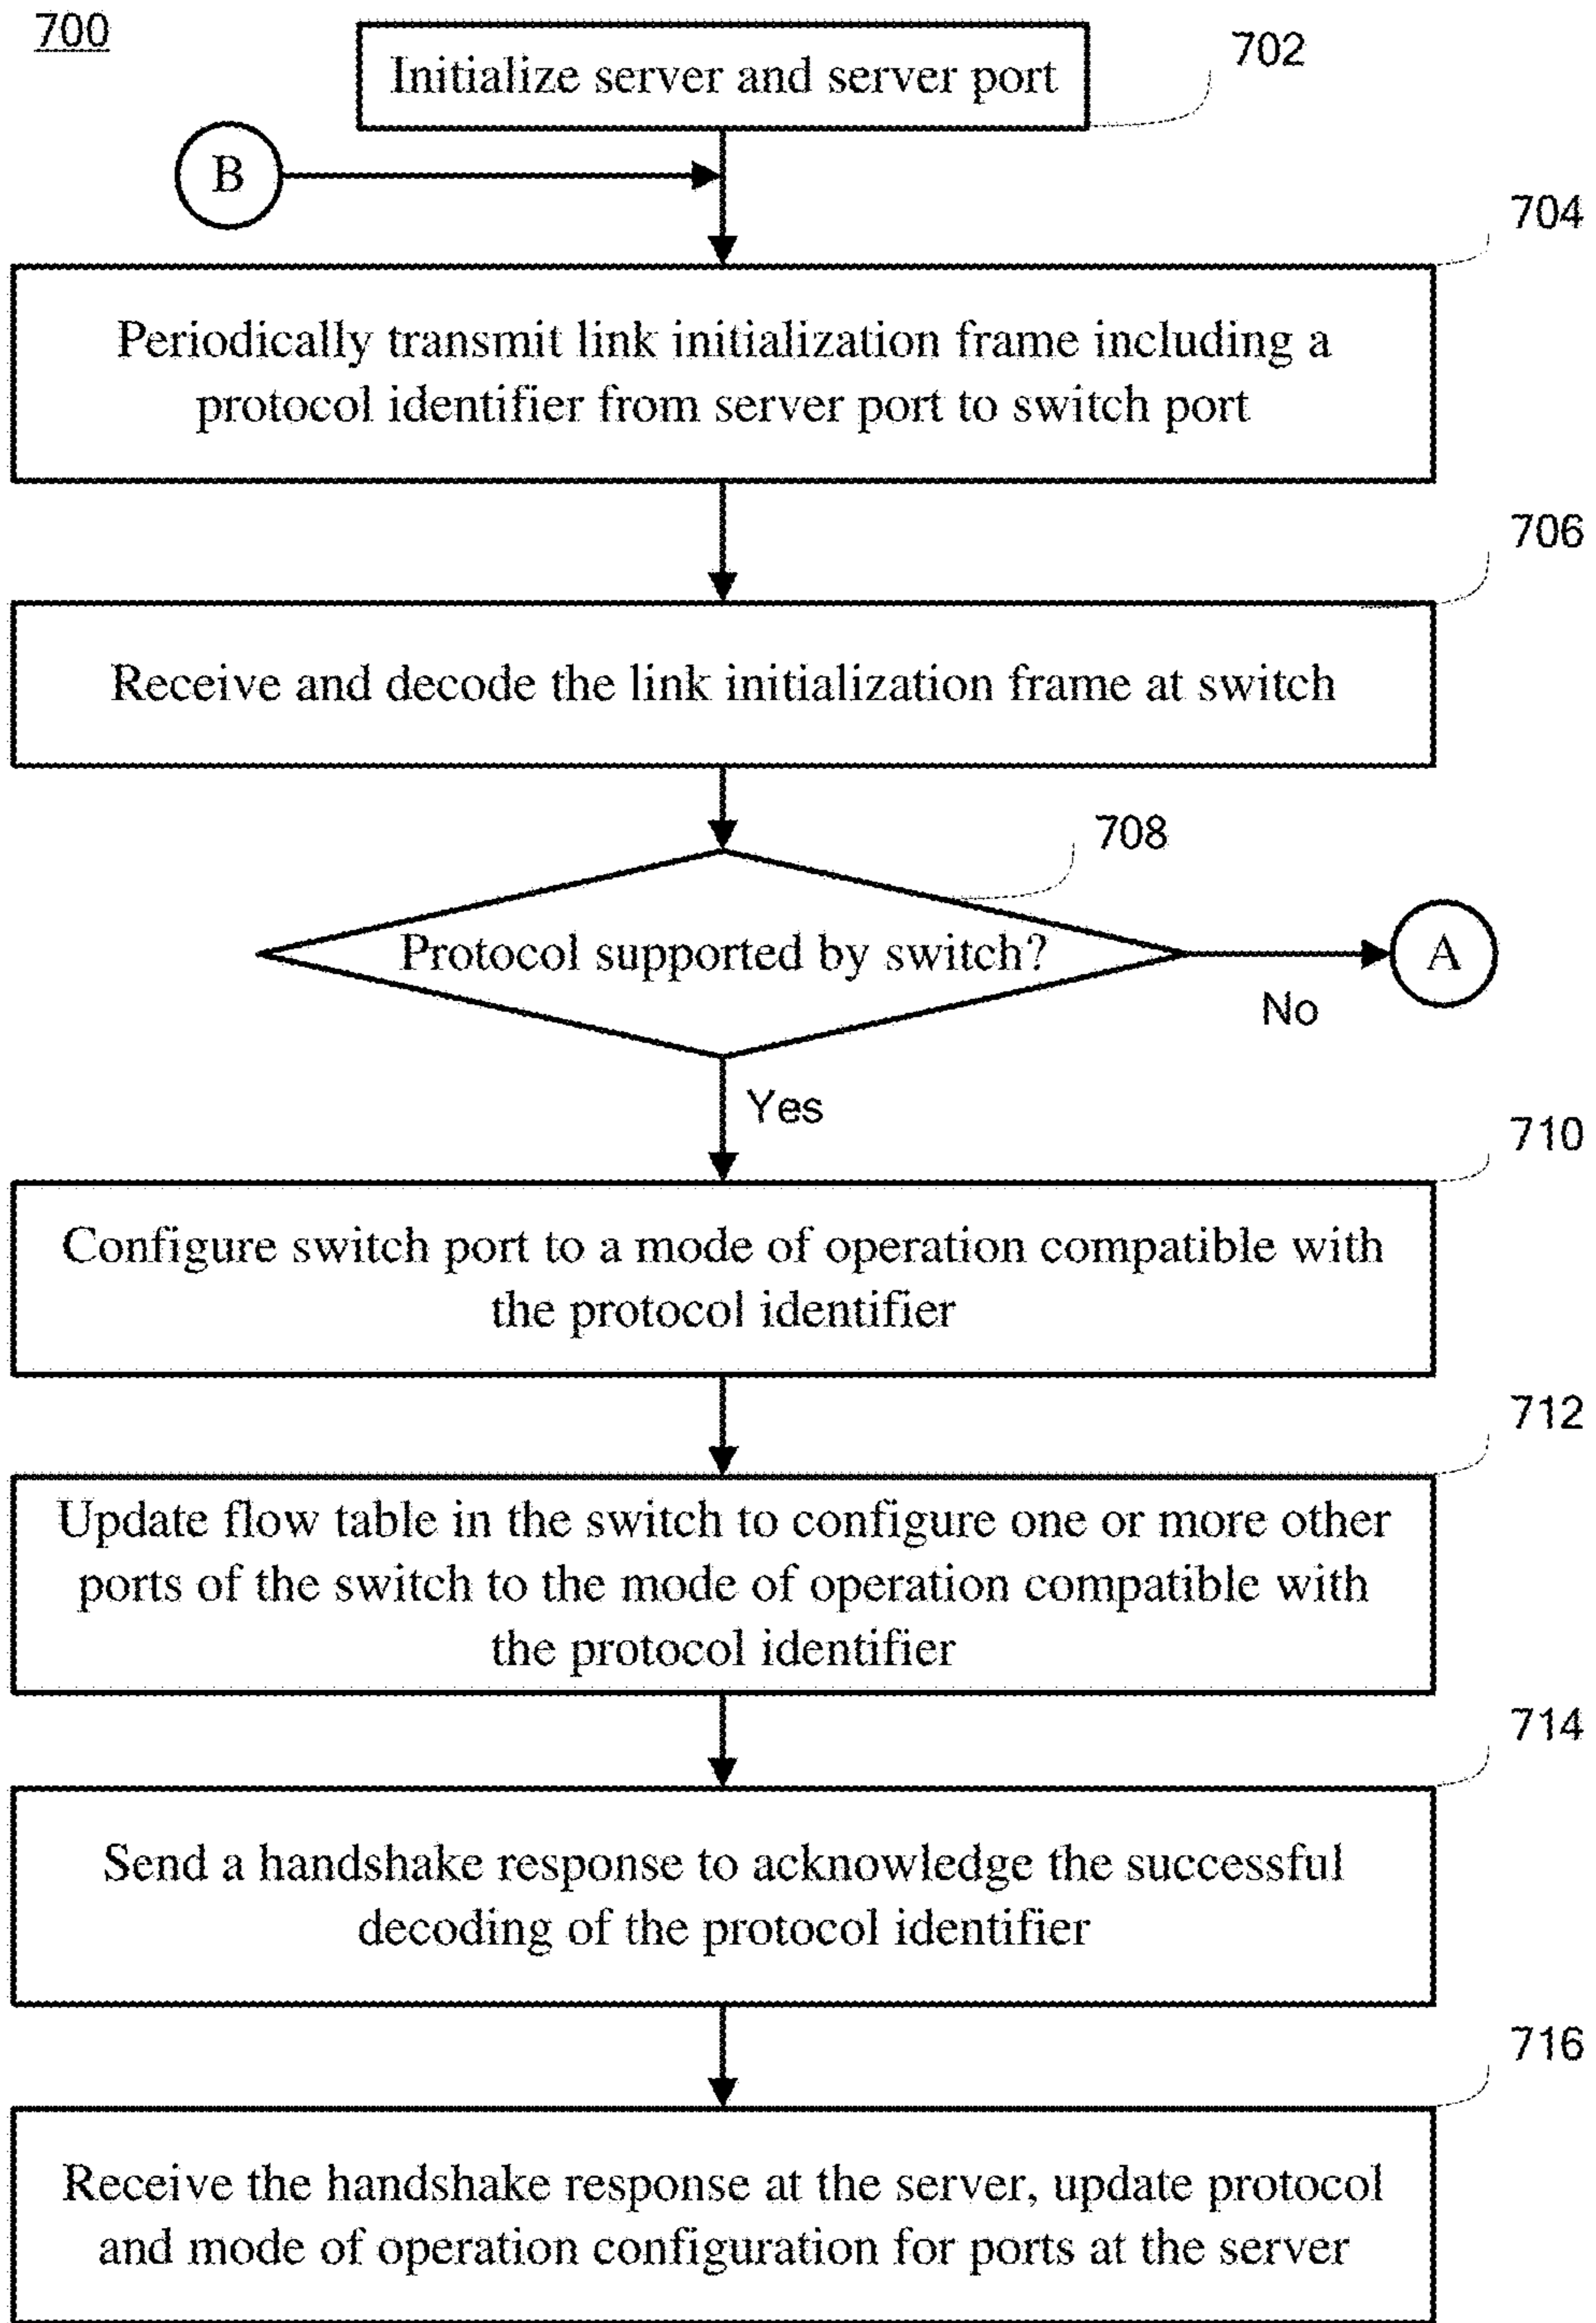 700
Initialize server and server port
702
B
704
Periodically transmit link initialization frame including a
protocol identifier from server port to switch port
706
Receive and decode the link initialization frame at switch
708
Protocol supported by switch?
A
No
Yes
710
Configure switch port to a mode of operation compatible with
the protocol identifier
712
Update flow table in the switch to configure one or more other
ports of the switch to the mode of operation compatible with
the protocol identifier
714
Send a handshake response to acknowledge the successful
decoding of the protocol identifier
716
Receive the handshake response at the server, update protocol
and mode of operation configuration for ports at the server